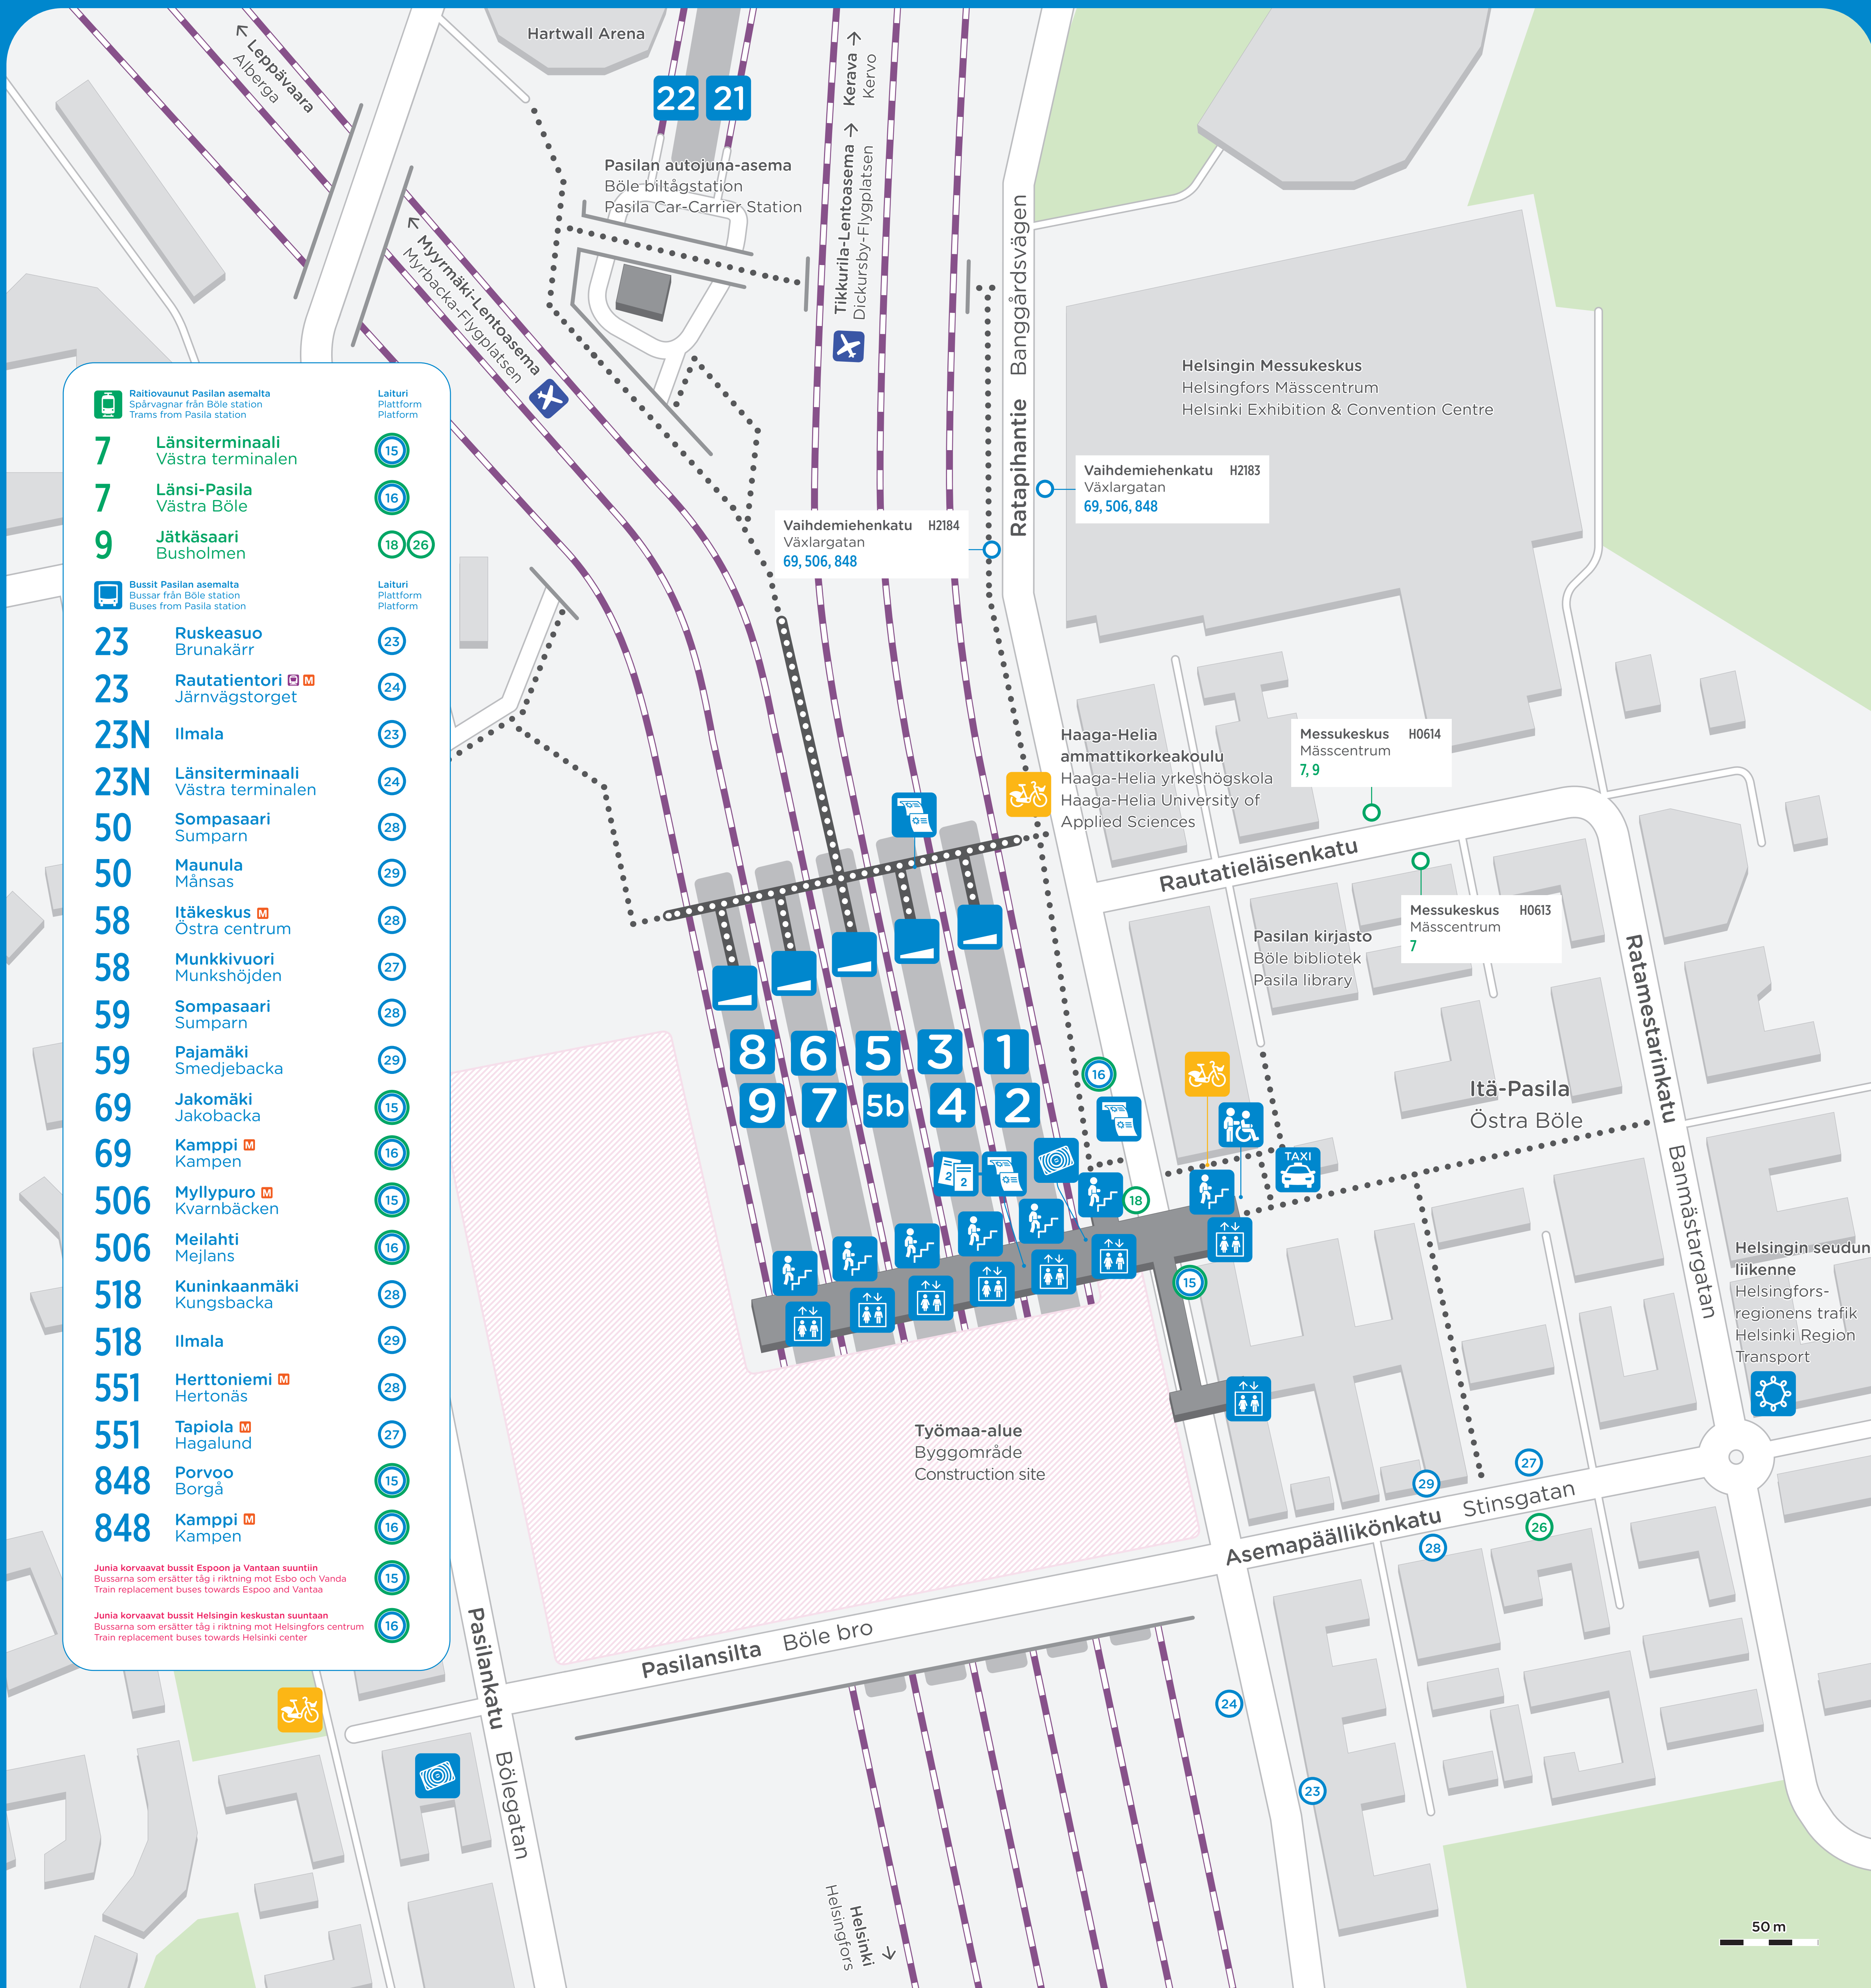 Hartwall Arena
← Leppävaara
Alberga
22 21
Pasilan autojuna-asema
Böle biltågstation
Pasila Car-Carrier Station
← Myyrmäki-Lentoasema
Myrbacka-Flygplatsen
Tikkurila-Lentoasema → Kerava →
Dickursby-Flygplatsen Kervo
Ratapihantie Banggårdsvägen
Helsingin Messukeskus
Helsingfors Mässcentrum
Helsinki Exhibition & Convention Centre
Vaihdemiehenkatu H2183
Växlargatan
69, 506, 848
Vaihdemiehenkatu H2184
Växlargatan
69, 506, 848
Raitiovaunut Pasilan asemalta Laituri
Spårvagnar från Böle station Plattform
Trams from Pasila station Platform
7 Länsiterminaali 15
Västra terminalen
7 Länsi-Pasila 16
Västra Böle
9 Jätkäsaari 18 26
Busholmen
Bussit Pasilan asemalta Laituri
Bussar från Böle station Plattform
Buses from Pasila station Platform
23 Ruskeasuo 23
Brunakärr
23 Rautatientori M 24
Järnvägstorget
23N Ilmala 23
23N Länsiterminaali 24
Västra terminalen
50 Sompasaari 28
Sumparn
50 Maunula 29
Månsas
58 Itäkeskus M 28
Östra centrum
58 Munkkivuori 27
Munkshöjden
59 Sompasaari 28
Sumparn
59 Pajamäki 29
Smedjebacka
69 Jakomäki 15
Jakobacka
69 Kamppi M 16
Kampen
506 Myllypuro M 15
Kvarnbäcken
506 Meilahti 16
Mejlans
518 Kuninkaanmäki 28
Kungsbacka
518 Ilmala 29
551 Herttoniemi M 28
Hertonäs
551 Tapiola M 27
Hagalund
848 Porvoo 15
Borgå
848 Kamppi M 16
Kampen
Junia korvaavat bussit Espoon ja Vantaan suuntiin 15
Bussarna som ersätter tåg i riktning mot Esbo och Vanda
Train replacement buses towards Espoo and Vantaa
Junia korvaavat bussit Helsingin keskustan suuntaan 16
Bussarna som ersätter tåg i riktning mot Helsingfors centrum
Train replacement buses towards Helsinki center
Haaga-Helia
ammattikorkeakoulu
Haaga-Helia yrkeshögskola
Haaga-Helia University of
Applied Sciences
Messukeskus H0614
Mässcentrum
7, 9
Rautatieläisenkatu
Messukeskus H0613
Mässcentrum
7
Pasilan kirjasto
Böle bibliotek
Pasila library
Ratamestarinkatu Banmästargatan
8 6 5 3 1
9 7 5b 4 2
16
2 2
TAXI
18
15
Itä-Pasila
Östra Böle
Helsingin seudun
liikenne
Helsingfors-
regionens trafik
Helsinki Region
Transport
Työmaa-alue
Byggområde
Construction site
27
29
26
28
Asemapäällikönkatu Stinsgatan
Pasilansilta Böle bro
Pasilankatu Bölegatan
24
23
Helsinki →
Helsingfors
50 m